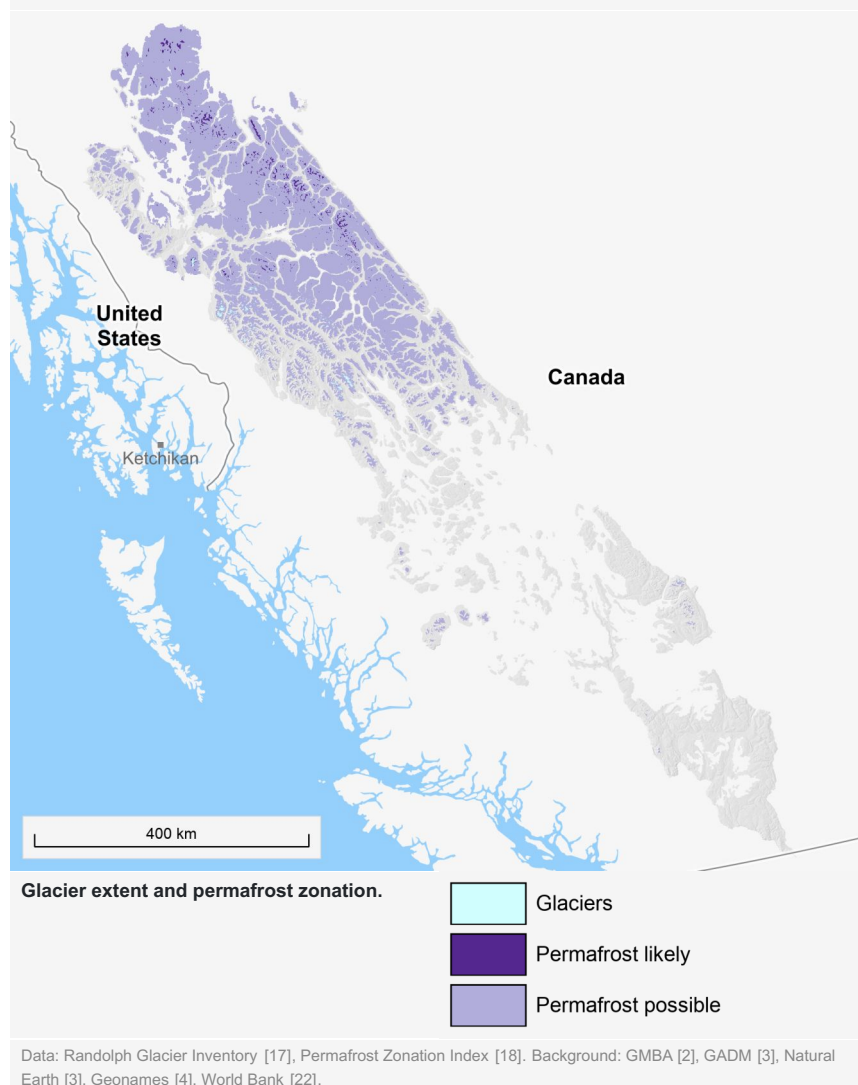 United
States
Canada
Ketchikan
400 km
Glacier extent and permafrost zonation.
Glaciers
Permafrost likely
Permafrost possible
Data: Randolph Glacier Inventory [17], Permafrost Zonation Index [18]. Background: GMBA [2], GADM [3], Natural
Earth [3], Geonames [4], World Bank [22].